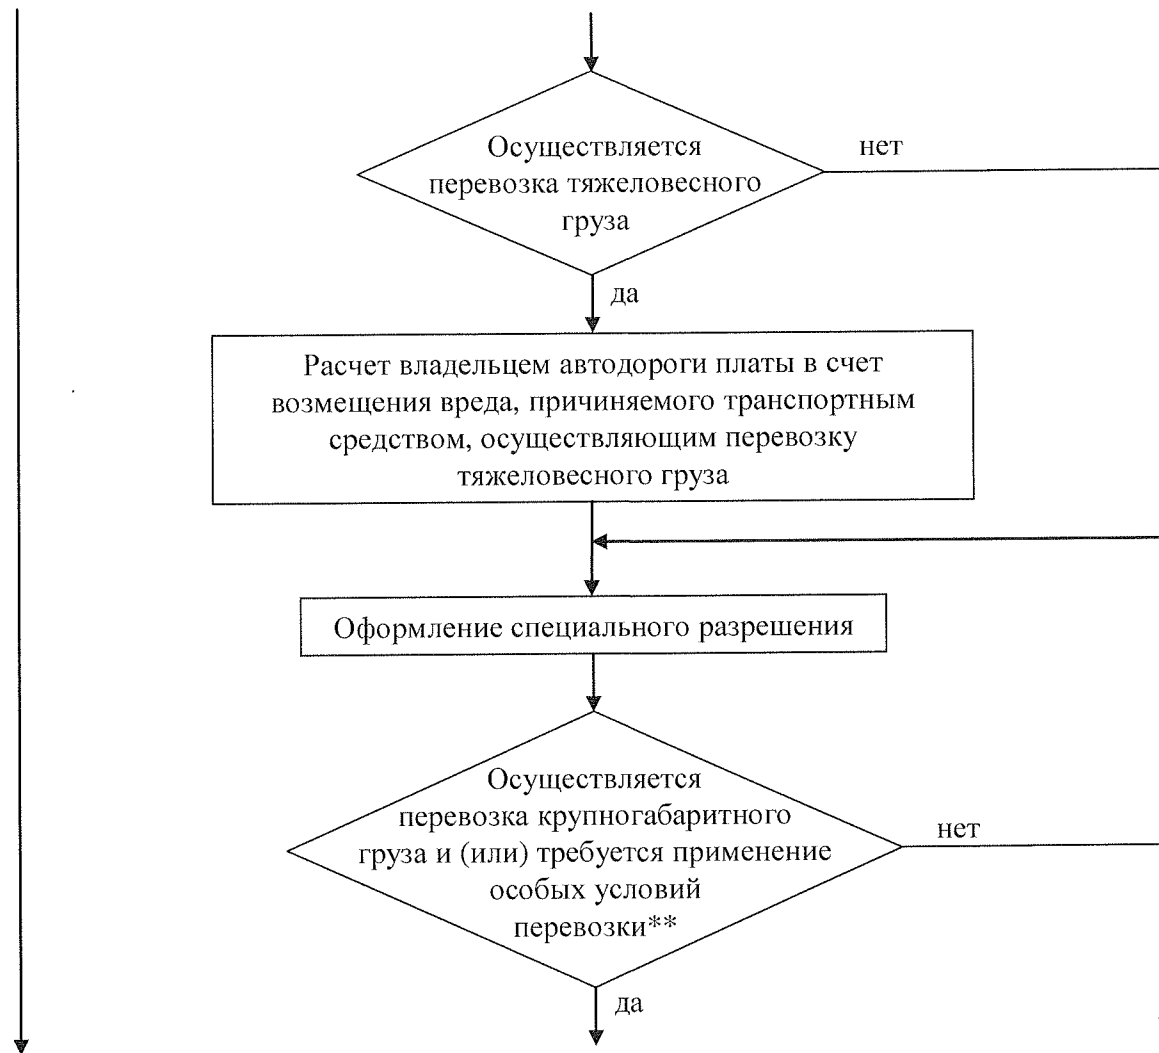 Осуществляется
перевозка тяжеловесного
груза
нет
да
Расчет владельцем автодороги платы в счет
возмещения вреда, причиняемого транспортным
средством, осуществляющим перевозку
тяжеловесного груза
Оформление специального разрешения
Осуществляется
перевозка крупногабаритного
груза и (или) требуется применение
особых условий
перевозки**
нет
да